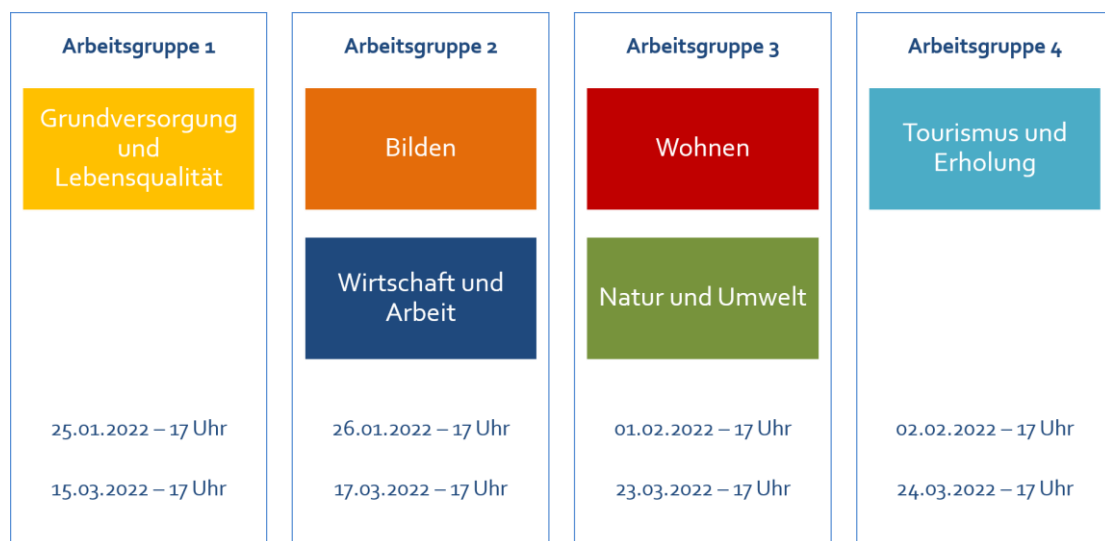 Arbeitsgruppe 1
Grundversorgung
und
Lebensqualität
25.01.2022 – 17 Uhr
15.03.2022 – 17 Uhr
Arbeitsgruppe 2
Bilden
Wirtschaft und
Arbeit
26.01.2022 – 17 Uhr
17.03.2022 – 17 Uhr
Arbeitsgruppe 3
Wohnen
Natur und Umwelt
01.02.2022 – 17 Uhr
23.03.2022 – 17 Uhr
Arbeitsgruppe 4
Tourismus und
Erholung
02.02.2022 – 17 Uhr
24.03.2022 – 17 Uhr